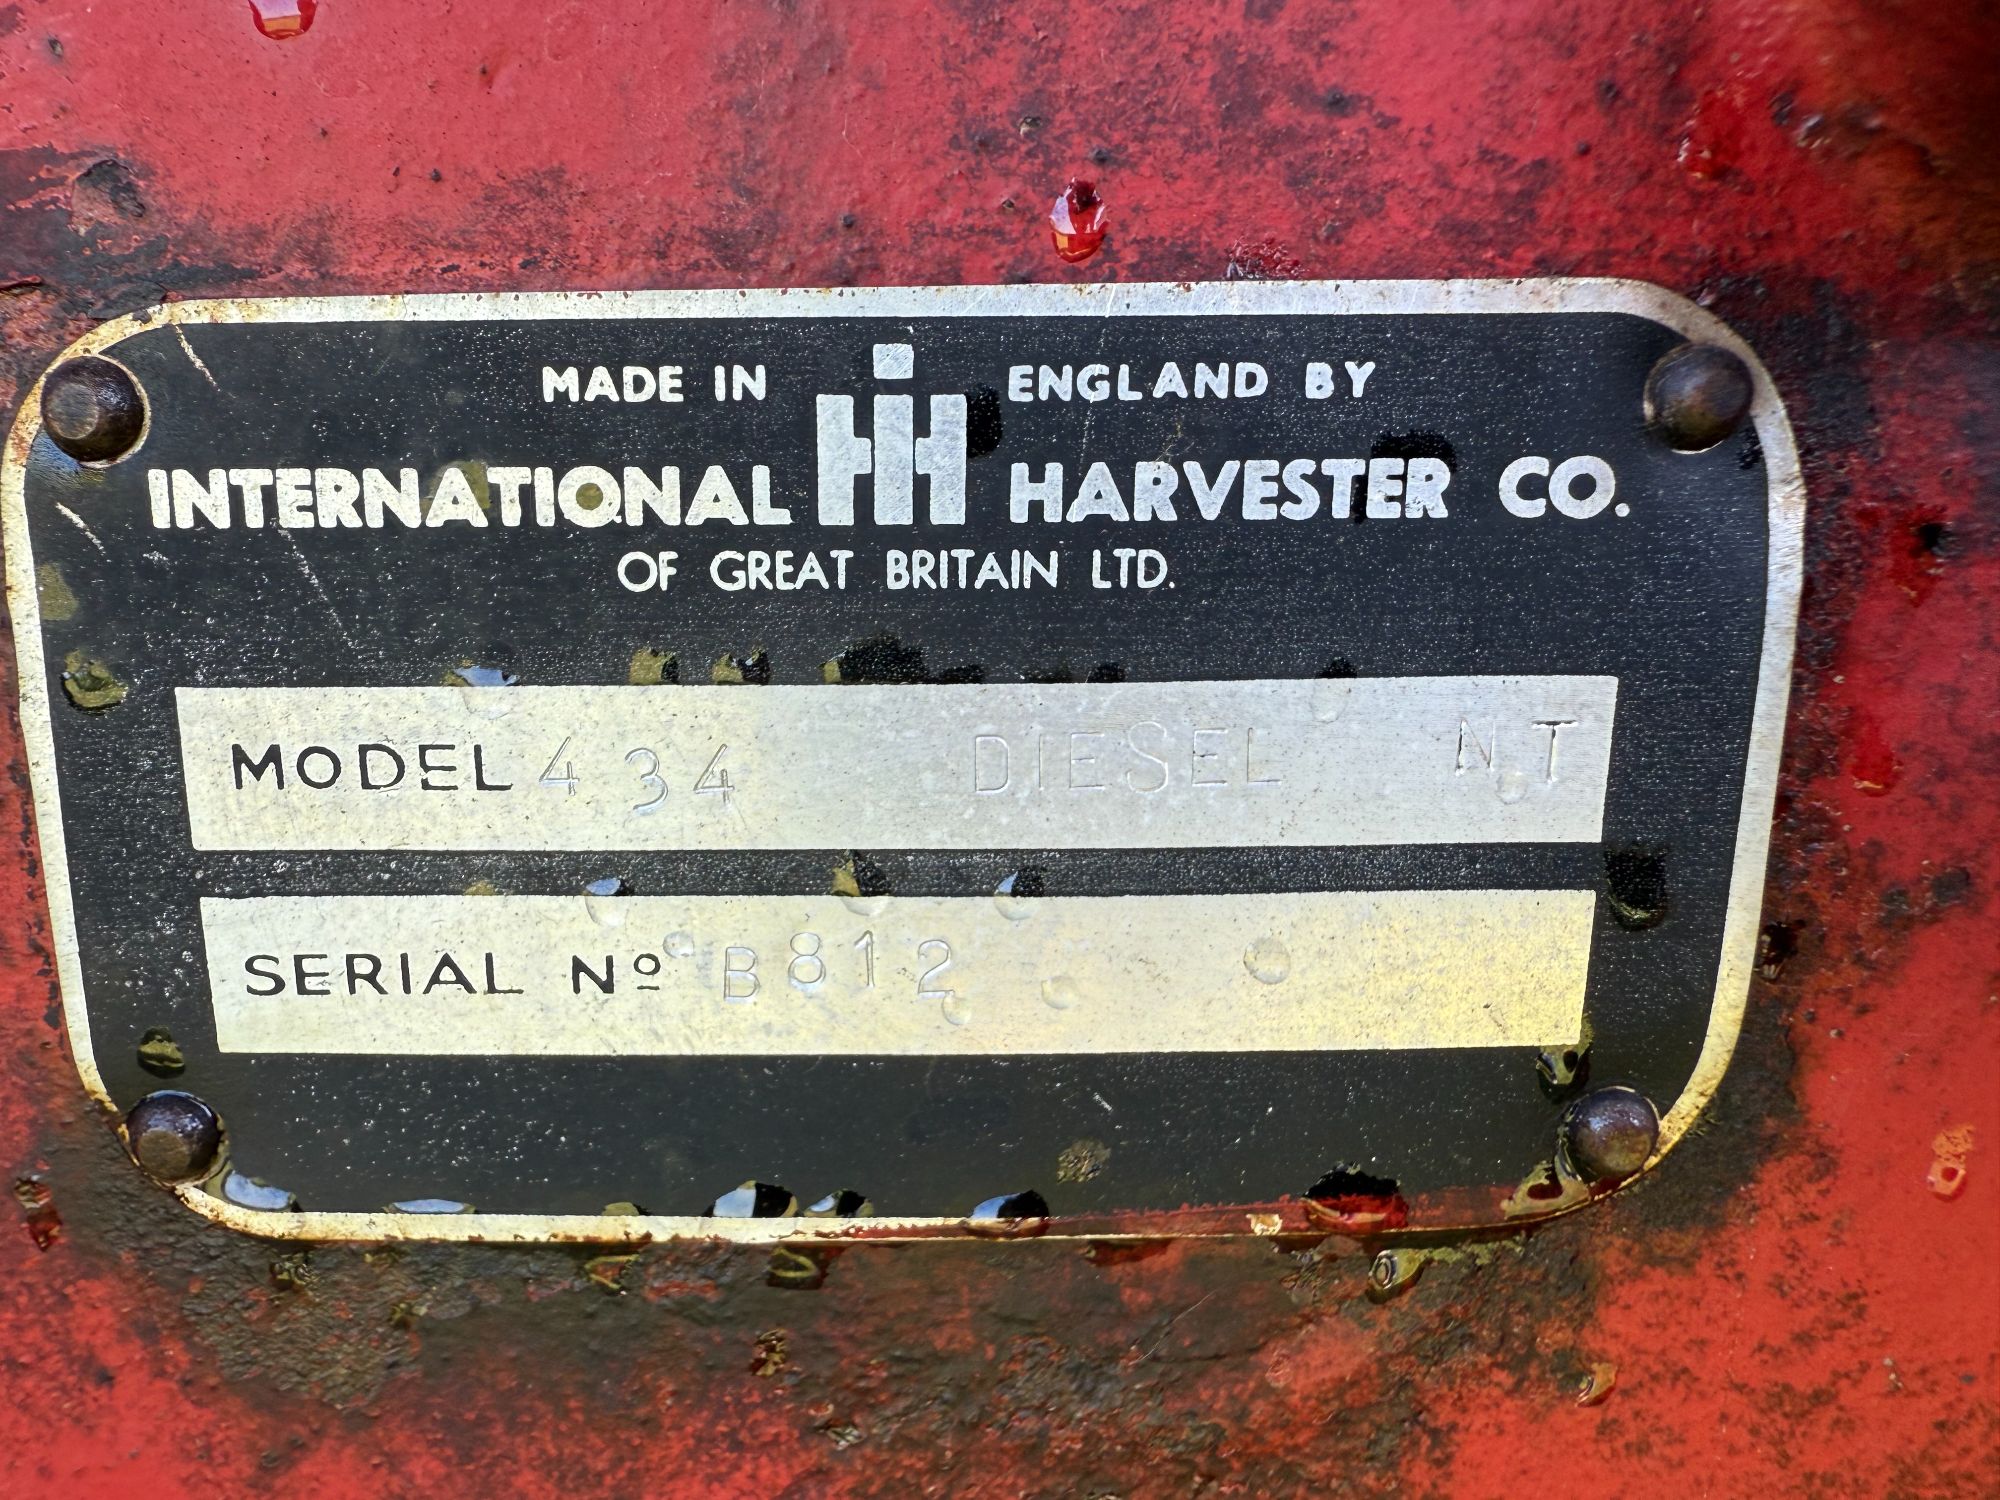 MADE IN IH ENGLAND BY
INTERNATIONAL HARVESTER CO.
OF GREAT BRITAIN LTD.
MODEL 434 DIESEL NT
SERIAL Nº B812